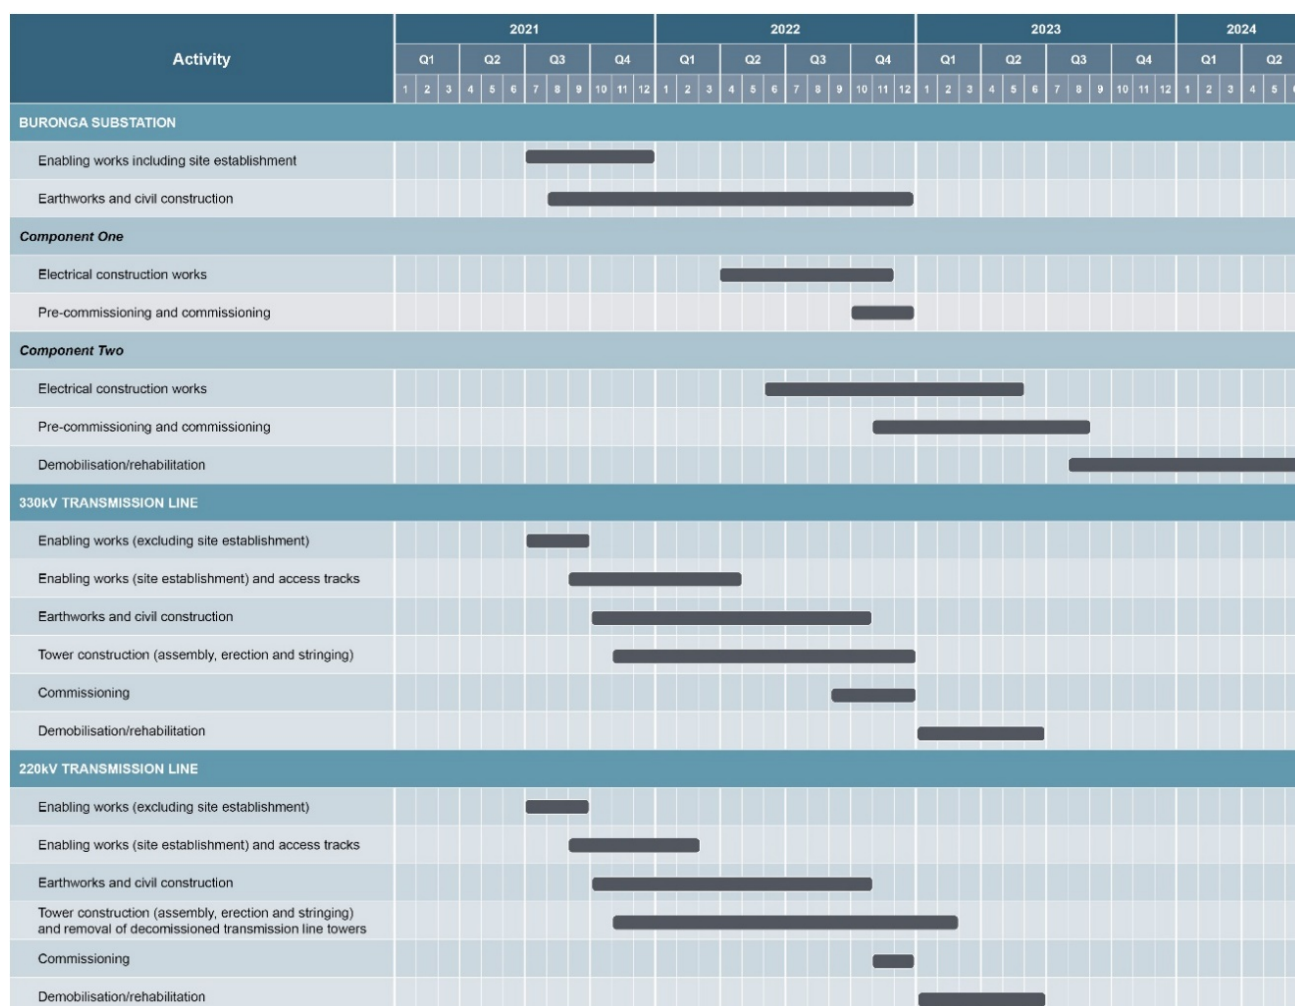 Activity
2021 2022 2023 2024
Q1 Q2 Q3 Q4 Q1 Q2 Q3 Q4 Q1 Q2 Q3 Q4 Q1 Q2
1 2 3 4 5 6 7 8 9 10 11 12 1 2 3 4 5 6 7 8 9 10 11 12 1 2 3 4 5 6 7 8 9 10 11 12 1 2 3 4 5
BURONGA SUBSTATION
Enabling works including site establishment
Earthworks and civil construction
Component One
Electrical construction works
Pre-commissioning and commissioning
Component Two
Electrical construction works
Pre-commissioning and commissioning
Demobilisation/rehabilitation
330kV TRANSMISSION LINE
Enabling works (excluding site establishment)
Enabling works (site establishment) and access tracks
Earthworks and civil construction
Tower construction (assembly, erection and stringing)
Commissioning
Demobilisation/rehabilitation
220kV TRANSMISSION LINE
Enabling works (excluding site establishment)
Enabling works (site establishment) and access tracks
Earthworks and civil construction
Tower construction (assembly, erection and stringing)
and removal of decomissioned transmission line towers
Commissioning
Demobilisation/rehabilitation